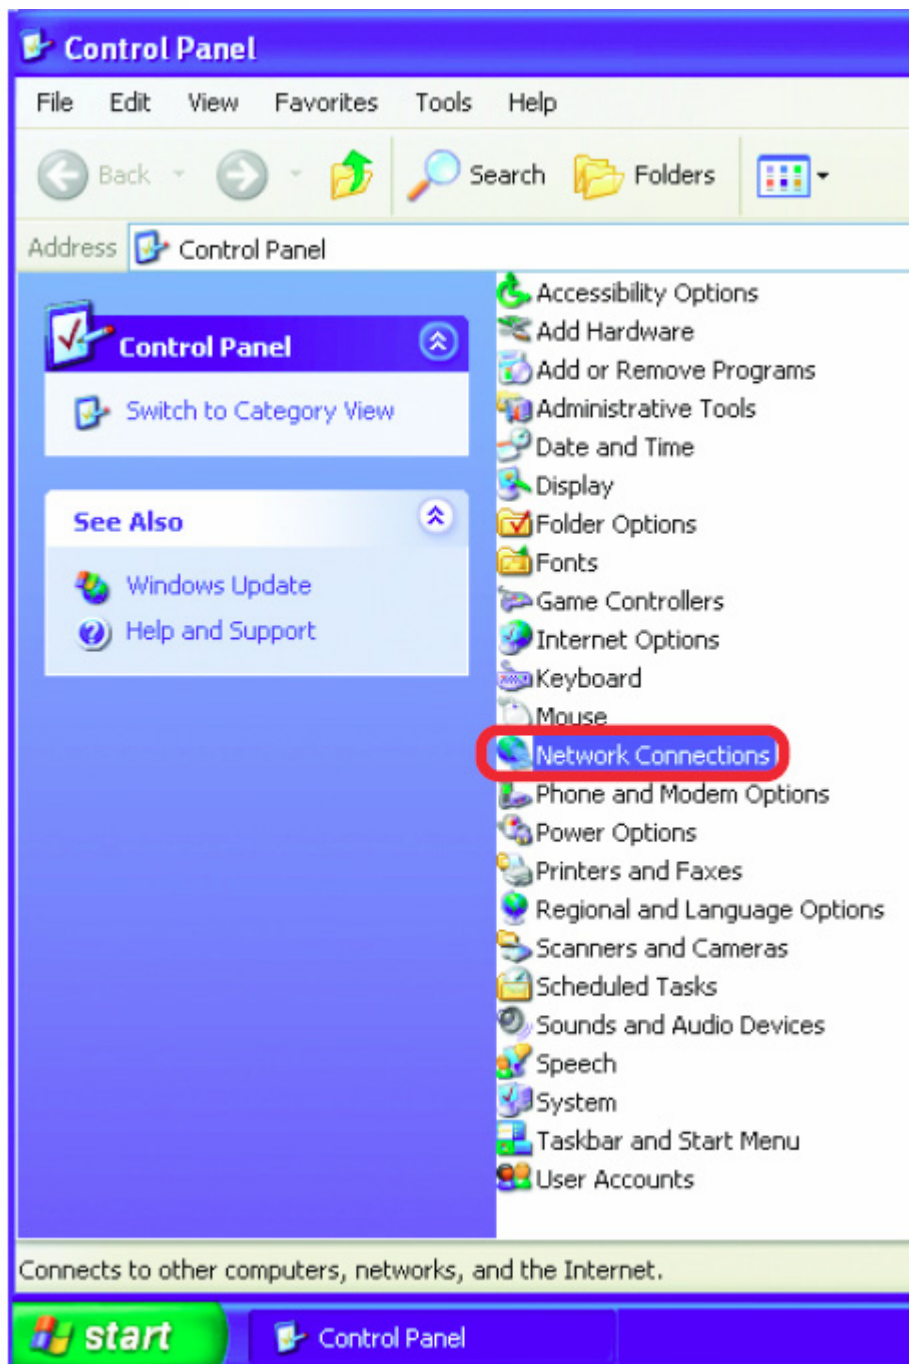 Control Panel
File Edit View Favorites Tools Help
Back Search Folders
Address Control Panel
Control Panel
Switch to Category View
See Also
Windows Update
Help and Support
Accessibility Options
Add Hardware
Add or Remove Programs
Administrative Tools
Date and Time
Display
Folder Options
Fonts
Game Controllers
Internet Options
Keyboard
Mouse
Network Connections
Phone and Modem Options
Power Options
Printers and Faxes
Regional and Language Options
Scanners and Cameras
Scheduled Tasks
Sounds and Audio Devices
Speech
System
Taskbar and Start Menu
User Accounts
Connects to other computers, networks, and the Internet.
start Control Panel